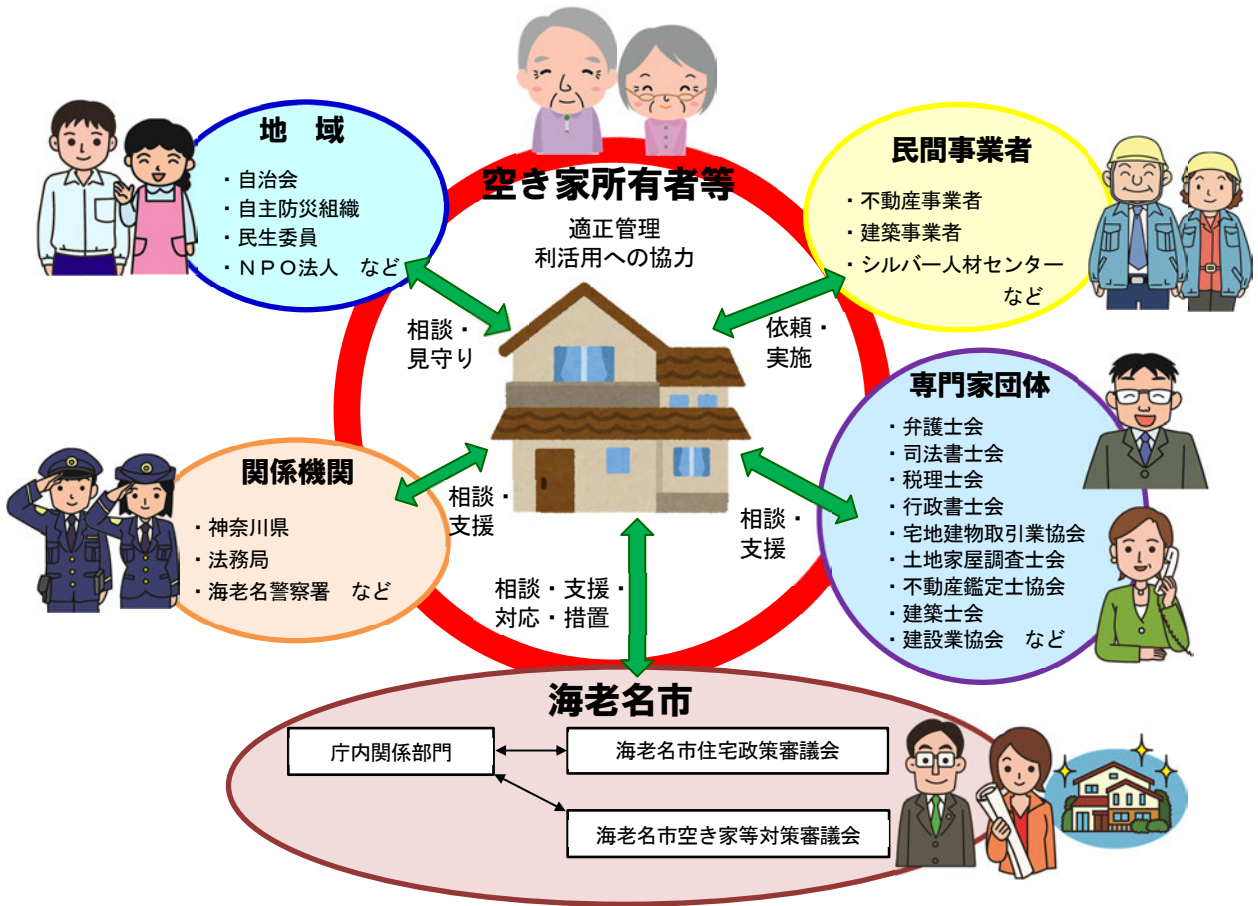 空き家所有者等
適正管理
利活用への協力
地　域
・自治会
・自主防災組織
・民生委員
・ＮＰＯ法人　など
相談・
見守り
民間事業者
・不動産事業者
・建築事業者
・シルバー人材センター
など
依頼・
実施
専門家団体
・弁護士会
・司法書士会
・税理士会
・行政書士会
・宅地建物取引業協会
・土地家屋調査士会
・不動産鑑定士協会
・建築士会
・建設業協会　など
相談・
支援
関係機関
・神奈川県
・法務局
・海老名警察署　など
相談・
支援
相談・支援・
対応・措置
海老名市
庁内関係部門
海老名市住宅政策審議会
海老名市空き家等対策審議会